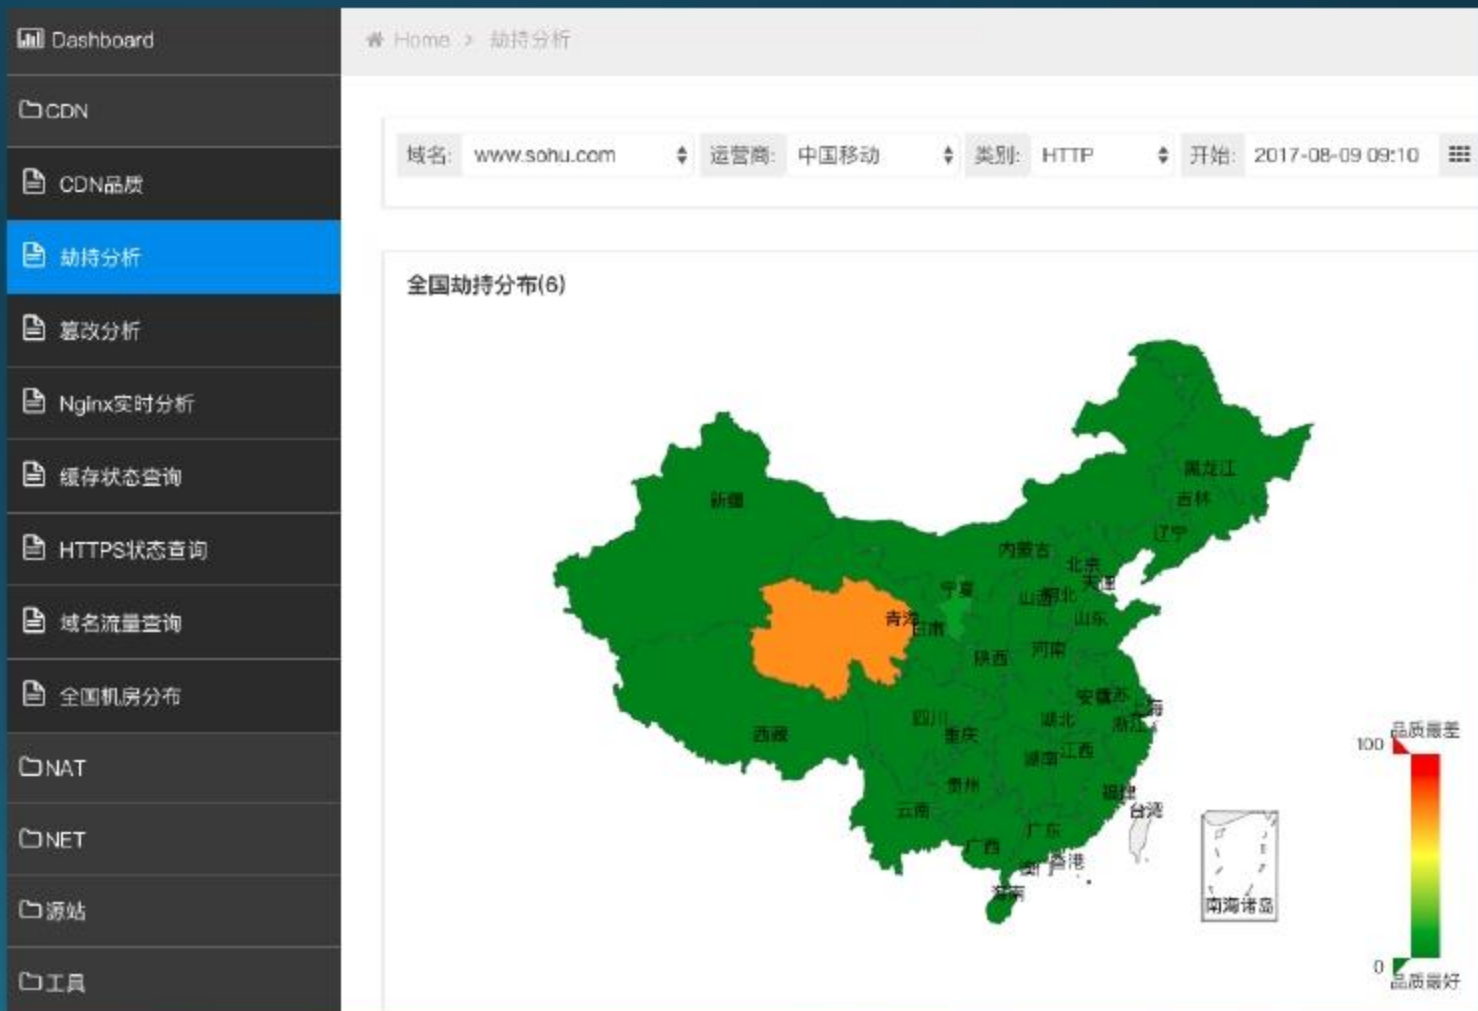 Dashboard
Home > 劫持分析
CDN
域名: www.sohu.com 运营商: 中国移动 类别: HTTP 开始: 2017-08-09 09:10
CDN品质
劫持分析
全国劫持分布(6)
篡改分析
Nginx实时分析
缓存状态查询
HTTPS状态查询
域名流量查询
全国机房分布
NAT
NET
源站
工具
黑龙江
吉林
新疆
辽宁
内蒙古
北京
天津
宁夏
山西
河北
青海
甘肃
山东
河南
陕西
安徽
江苏
上海
四川
湖北
浙江
重庆
西藏
湖南
江西
贵州
福建
云南
台湾
广东
广西
香港
澳门
海南
南海诸岛
品质最差
100
0
品质最好